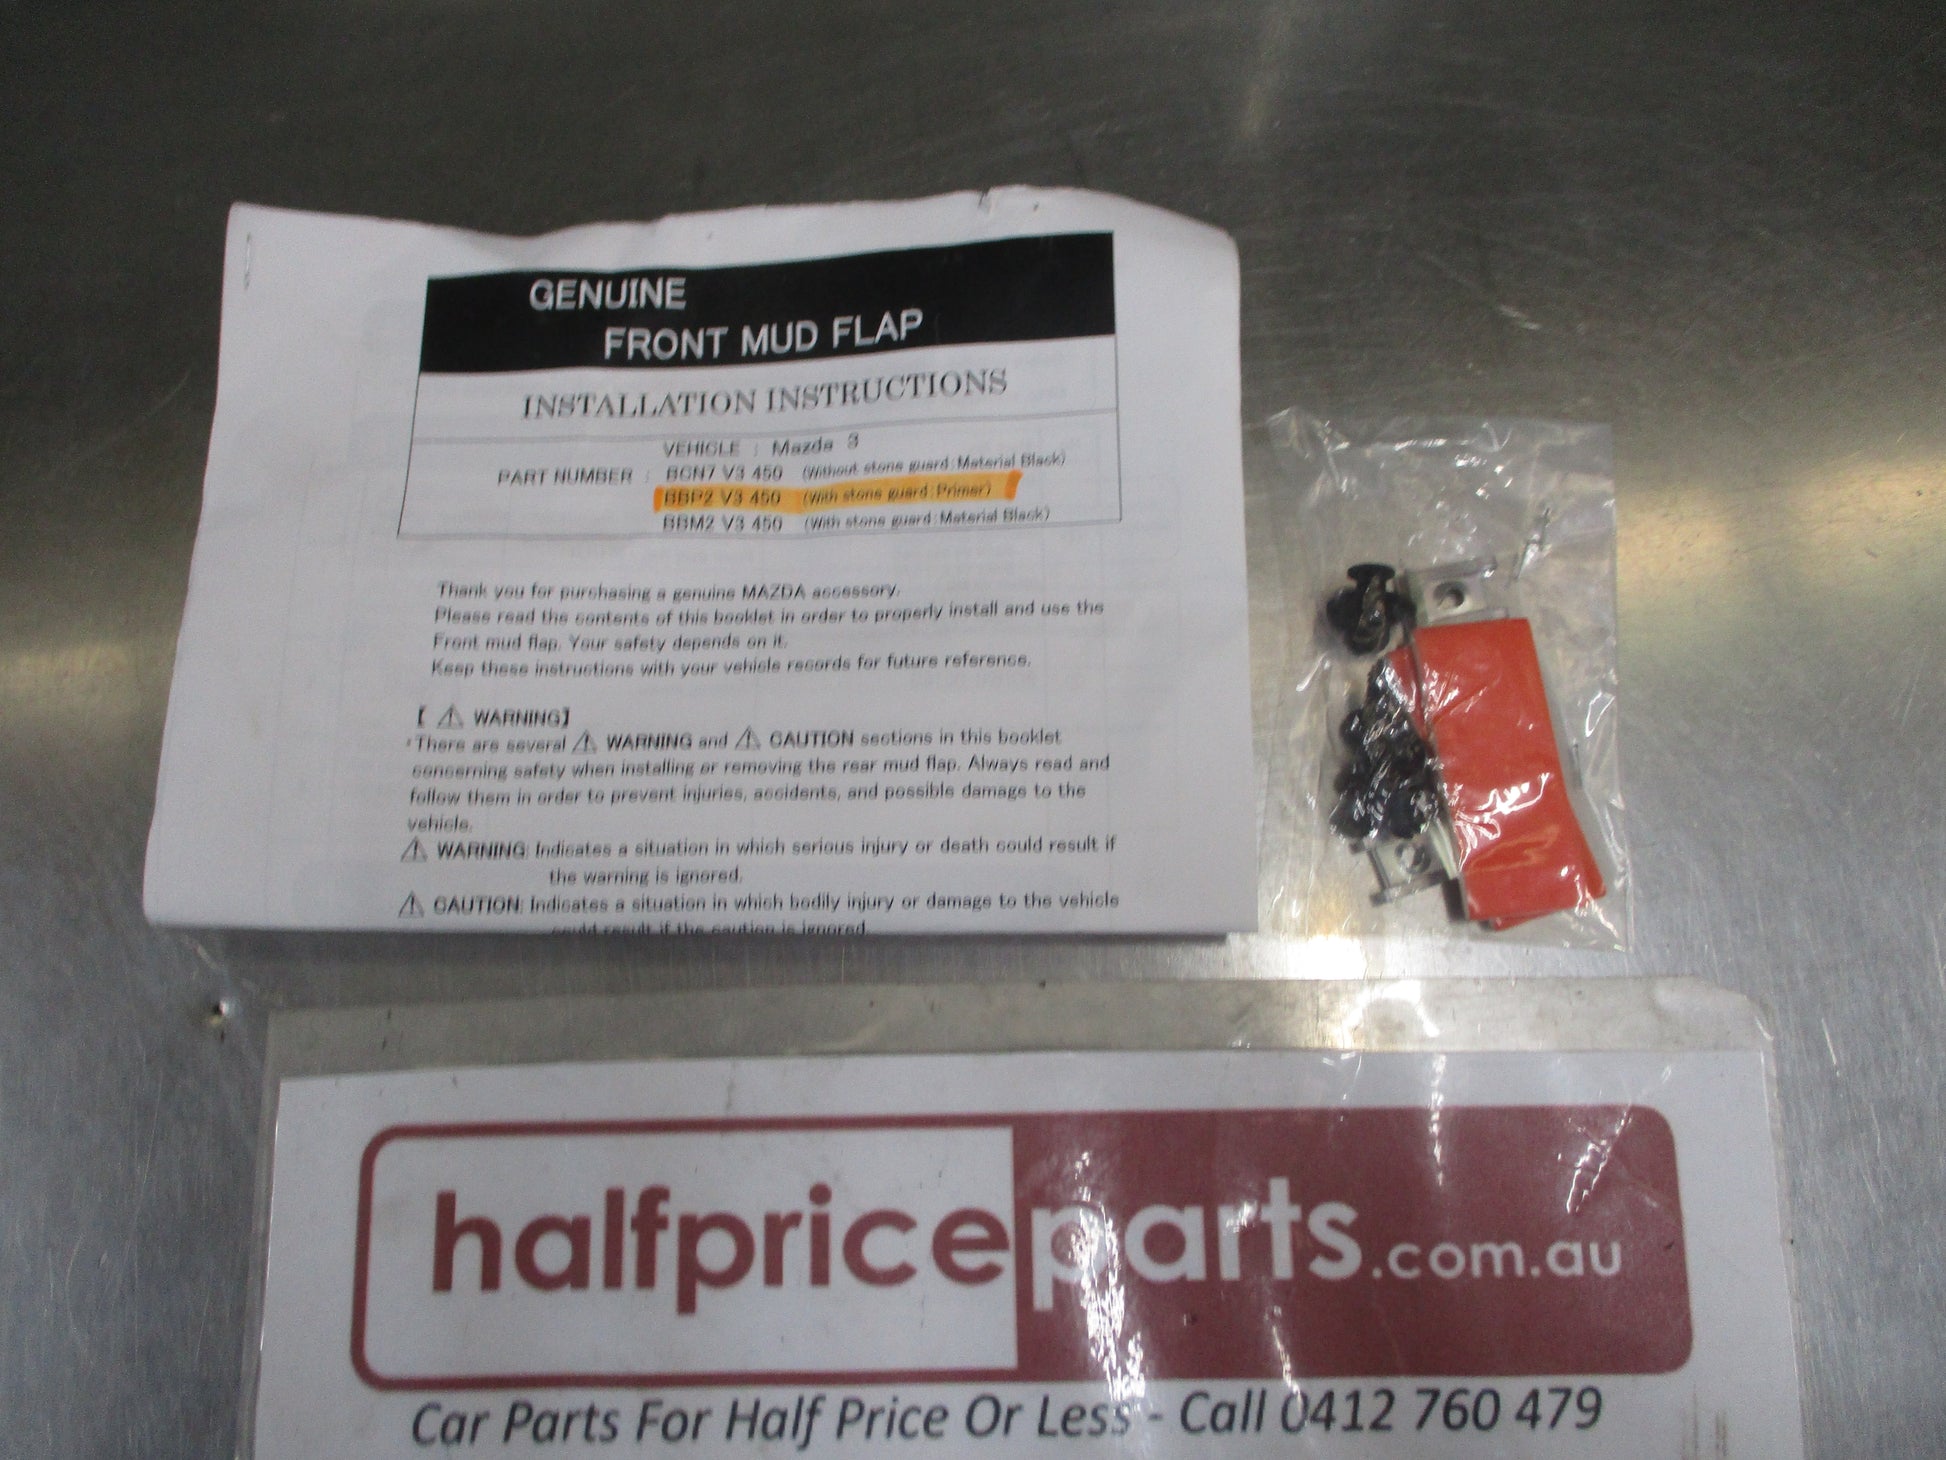 GENUINE
FRONT MUD FLAP
INSTALLATION INSTRUCTIONS
VEHICLE : Mazda 3
PART NUMBER : BCN7 V3 450 (Without stone guard:Material Black)
BBP2 V3 450 (With stone guard:Primer)
BBM2 V3 450 (With stone guard:Material Black)
Thank you for purchasing a genuine MAZDA accessory.
Please read the contents of this booklet in order to properly install and use the
Front mud flap. Your safety depends on it.
Keep these instructions with your vehicle records for future reference.
【 ⚠ WARNING】
There are several ⚠ WARNING and ⚠ CAUTION sections in this booklet
concerning safety when installing or removing the rear mud flap. Always read and
follow them in order to prevent injuries, accidents, and possible damage to the
vehicle.
⚠ WARNING: Indicates a situation in which serious injury or death could result if
the warning is ignored.
⚠ CAUTION: Indicates a situation in which bodily injury or damage to the vehicle
could result if the caution is ignored.
halfpriceparts.com.au
Car Parts For Half Price Or Less - Call 0412 760 479